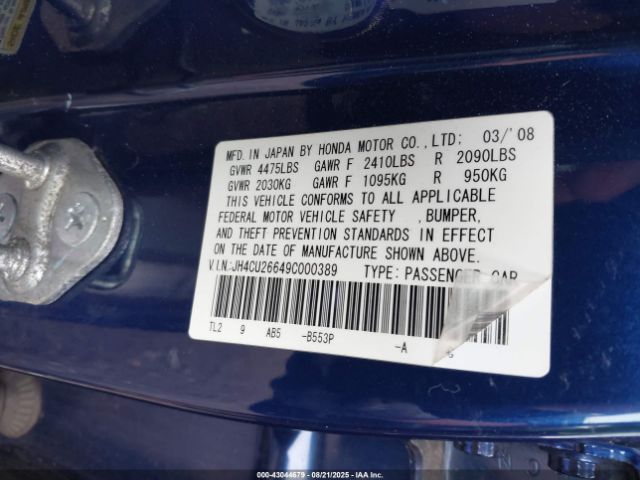 MFD. IN JAPAN BY HONDA MOTOR CO., LTD: 03/'08
GVWR 4475LBS GAWR F 2410LBS R 2090LBS
GVWR 2030KG GAWR F 1095KG R 950KG
THIS VEHICLE CONFORMS TO ALL APPLICABLE
FEDERAL MOTOR VEHICLE SAFETY , BUMPER,
AND THEFT PREVENTION STANDARDS IN EFFECT
ON THE DATE OF MANUFACTURE SHOWN ABOVE.
V.I.N: JH4CU26649C000389 TYPE: PASSENGER CAR
TL2 9 AB5 -B553P -A
00-43044679 08/21/2025 - © IAA Holdings, LLC